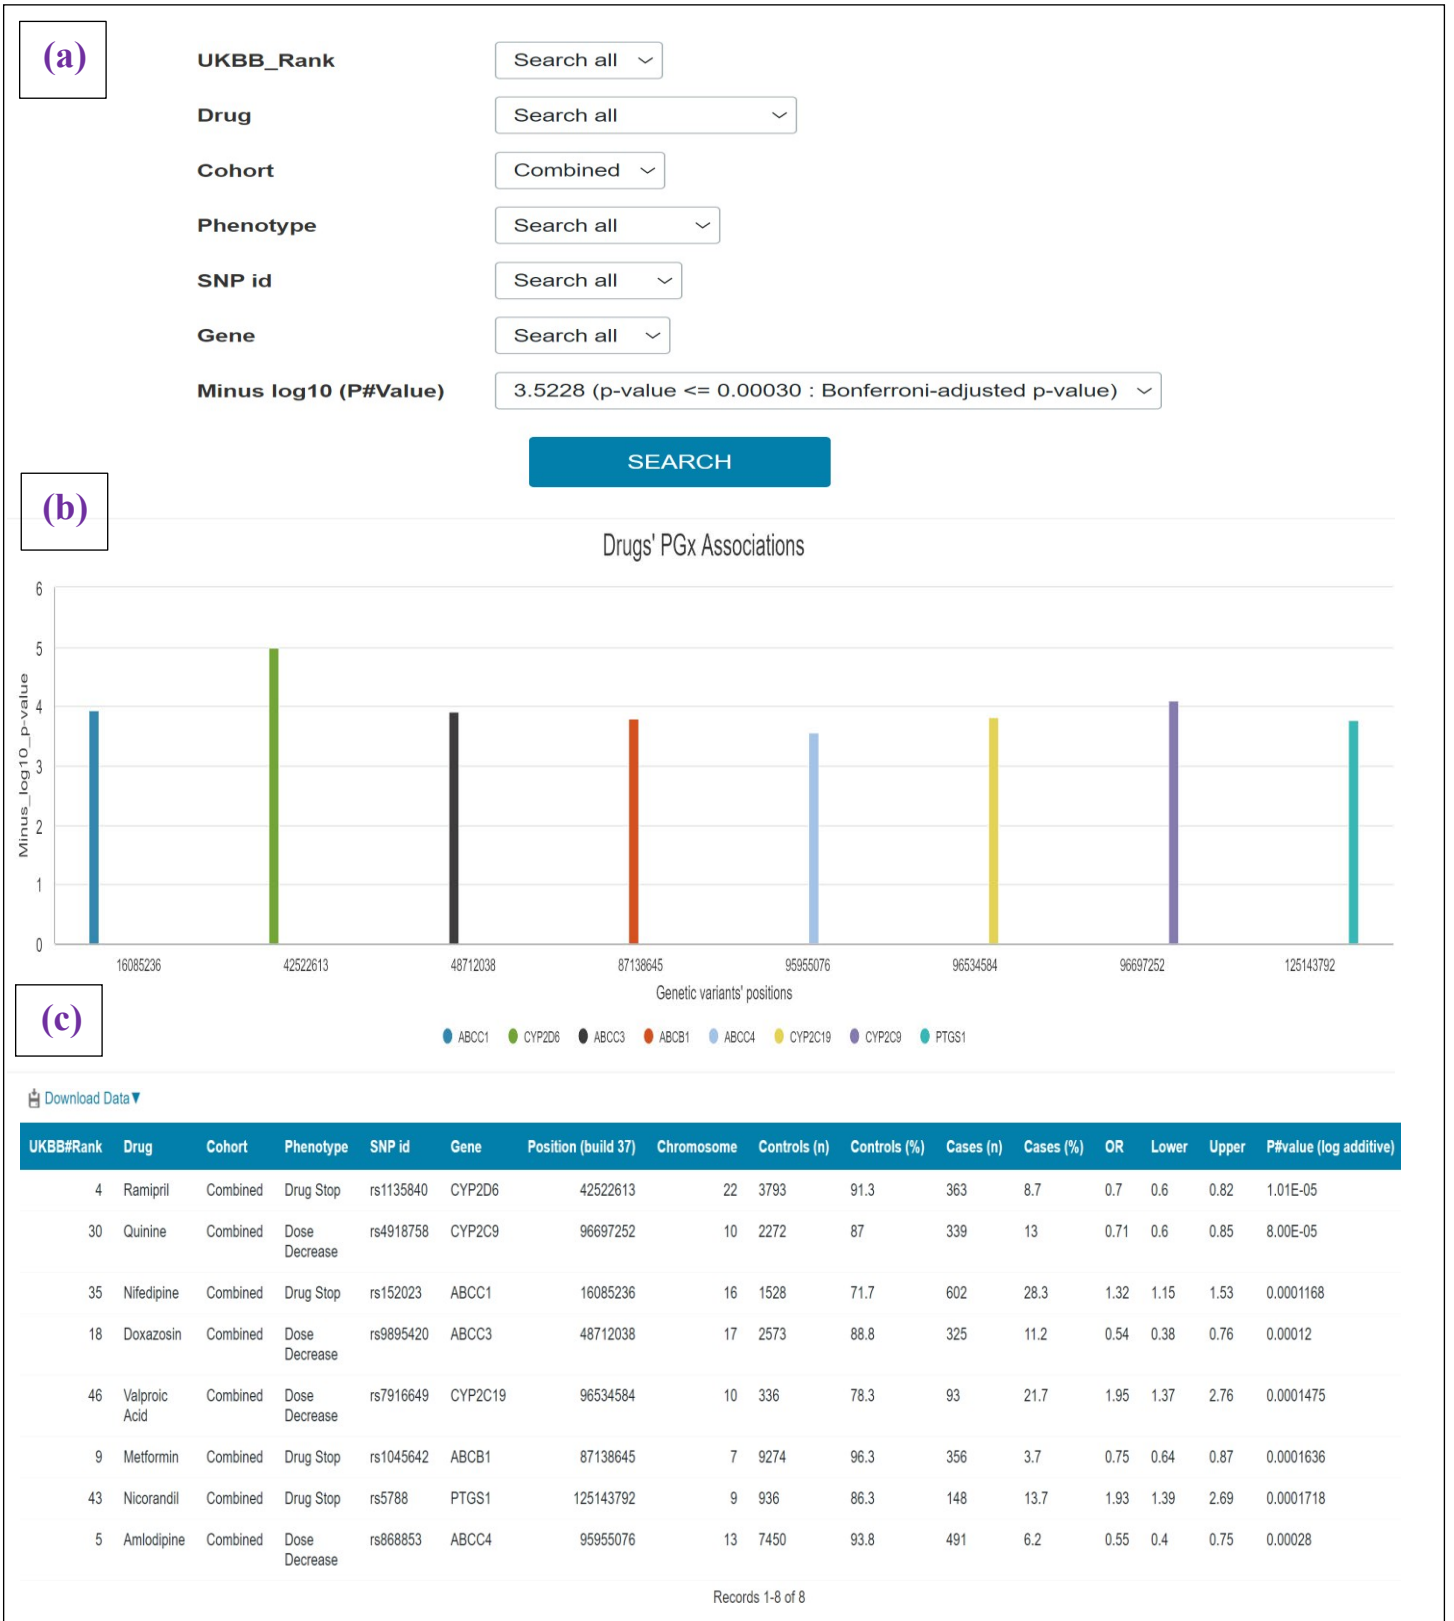 (a)
UKBB_Rank Search all
Drug Search all
Cohort Combined
Phenotype Search all
SNP id Search all
Gene Search all
Minus log10 (P#Value) 3.5228 (p-value <= 0.00030 : Bonferroni-adjusted p-value)
SEARCH
(b)
Drugs' PGx Associations
Minus_log10_p-value
6
5
4
3
2
1
0
16085236 42522613 48712038 87138645 95955076 96534584 96697252 125143792
Genetic variants' positions
ABCC1 CYP2D6 ABCC3 ABCB1 ABCC4 CYP2C19 CYP2C9 PTGS1
(c)
Download Data▼
UKBB#Rank Drug Cohort Phenotype SNP id Gene Position (build 37) Chromosome Controls (n) Controls (%) Cases (n) Cases (%) OR Lower Upper P#value (log additive)
4 Ramipril Combined Drug Stop rs1135840 CYP2D6 42522613 22 3793 91.3 363 8.7 0.7 0.6 0.82 1.01E-05
30 Quinine Combined Dose rs4918758 CYP2C9 96697252 10 2272 87 339 13 0.71 0.6 0.85 8.00E-05
Decrease
35 Nifedipine Combined Drug Stop rs152023 ABCC1 16085236 16 1528 71.7 602 28.3 1.32 1.15 1.53 0.0001168
18 Doxazosin Combined Dose rs9895420 ABCC3 48712038 17 2573 88.8 325 11.2 0.54 0.38 0.76 0.00012
Decrease
46 Valproic Combined Dose rs7916649 CYP2C19 96534584 10 336 78.3 93 21.7 1.95 1.37 2.76 0.0001475
Acid Decrease
9 Metformin Combined Drug Stop rs1045642 ABCB1 87138645 7 9274 96.3 356 3.7 0.75 0.64 0.87 0.0001636
43 Nicorandil Combined Drug Stop rs5788 PTGS1 125143792 9 936 86.3 148 13.7 1.93 1.39 2.69 0.0001718
5 Amlodipine Combined Dose rs868853 ABCC4 95955076 13 7450 93.8 491 6.2 0.55 0.4 0.75 0.00028
Decrease
Records 1-8 of 8